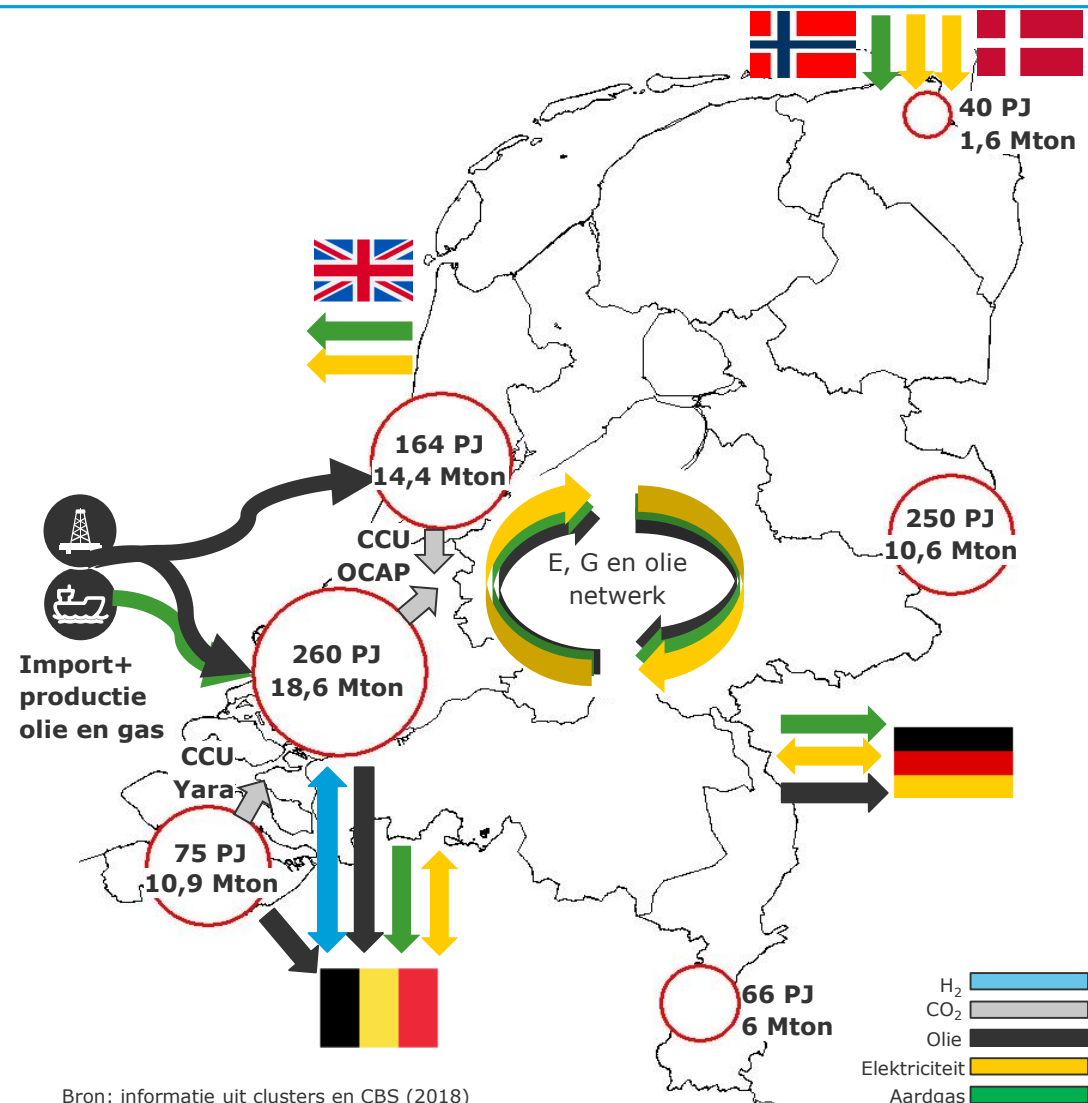 40 PJ
1,6 Mton
164 PJ
14,4 Mton
CCU
OCAP
E, G en olie
netwerk
250 PJ
10,6 Mton
260 PJ
18,6 Mton
Import+
productie
olie en gas
CCU
Yara
75 PJ
10,9 Mton
66 PJ
6 Mton
H₂
CO₂
Olie
Elektriciteit
Aardgas
Bron: informatie uit clusters en CBS (2018)